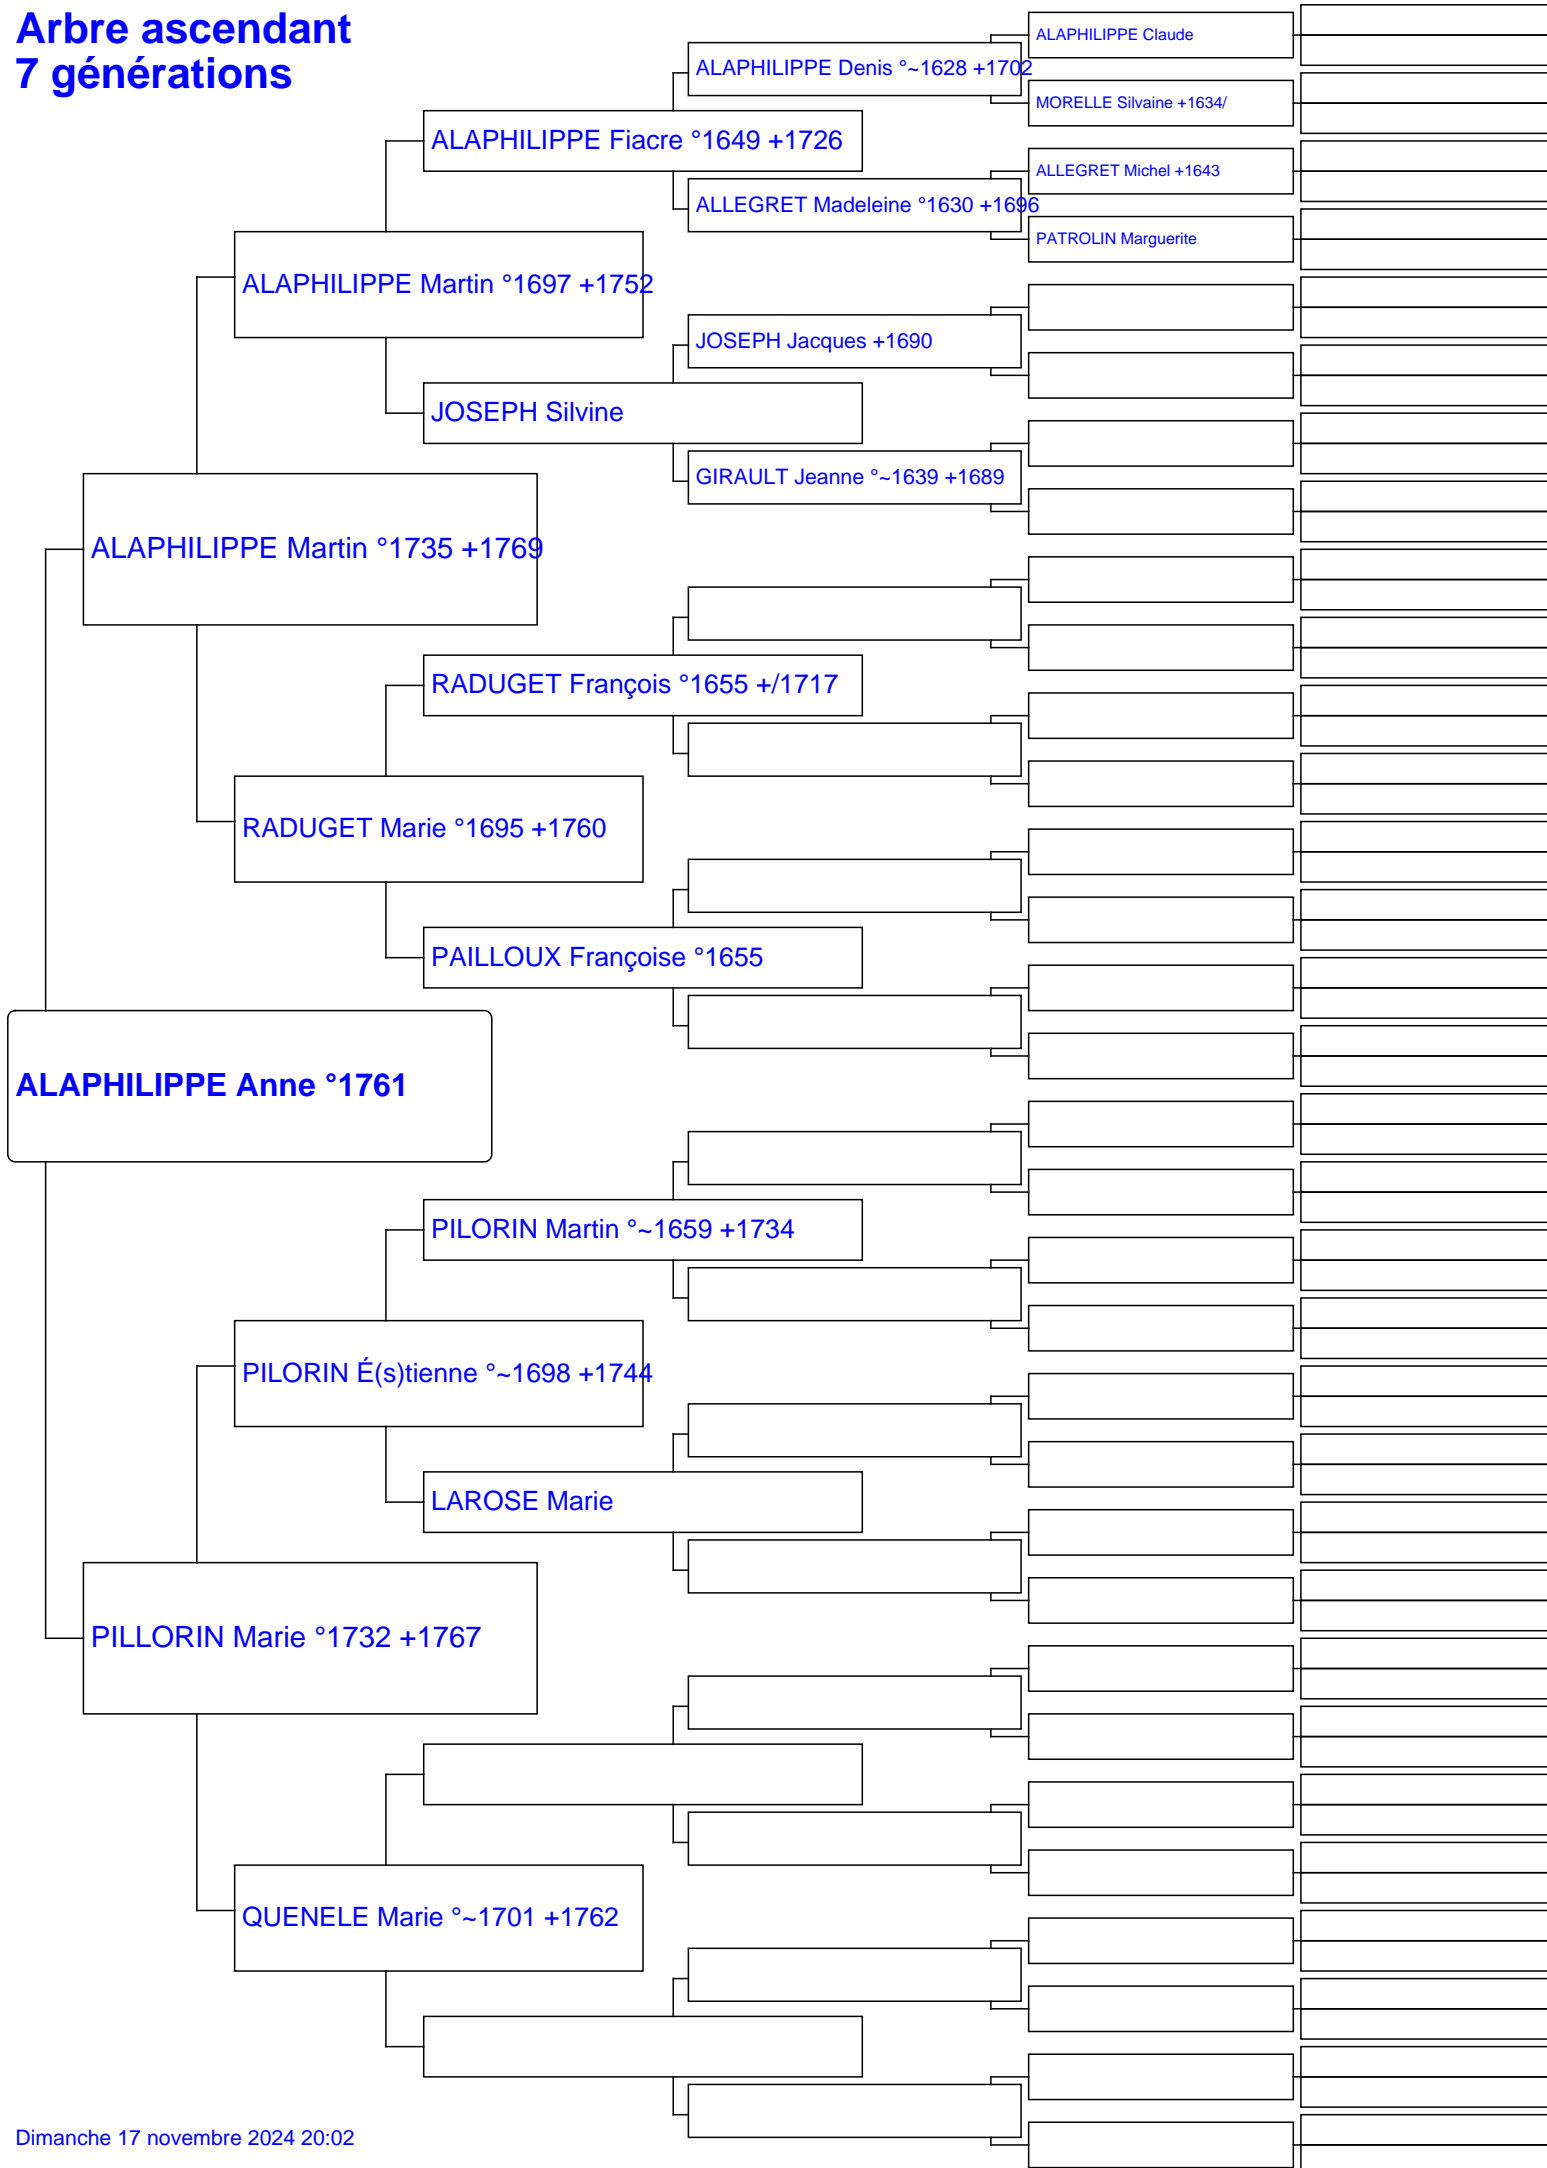 Arbre ascendant
7 générations
ALAPHILIPPE Claude
ALAPHILIPPE Denis °~1628 +1702
MORELLE Silvaine +1634/
ALAPHILIPPE Fiacre °1649 +1726
ALLEGRET Michel +1643
ALLEGRET Madeleine °1630 +1696
PATROLIN Marguerite
ALAPHILIPPE Martin °1697 +1752
JOSEPH Jacques +1690
JOSEPH Silvine
GIRAULT Jeanne °~1639 +1689
ALAPHILIPPE Martin °1735 +1769
RADUGET François °1655 +/1717
RADUGET Marie °1695 +1760
PAILLOUX Françoise °1655
ALAPHILIPPE Anne °1761
PILORIN Martin °~1659 +1734
PILORIN É(s)tienne °~1698 +1744
LAROSE Marie
PILLORIN Marie °1732 +1767
QUENELE Marie °~1701 +1762
Dimanche 17 novembre 2024 20:02